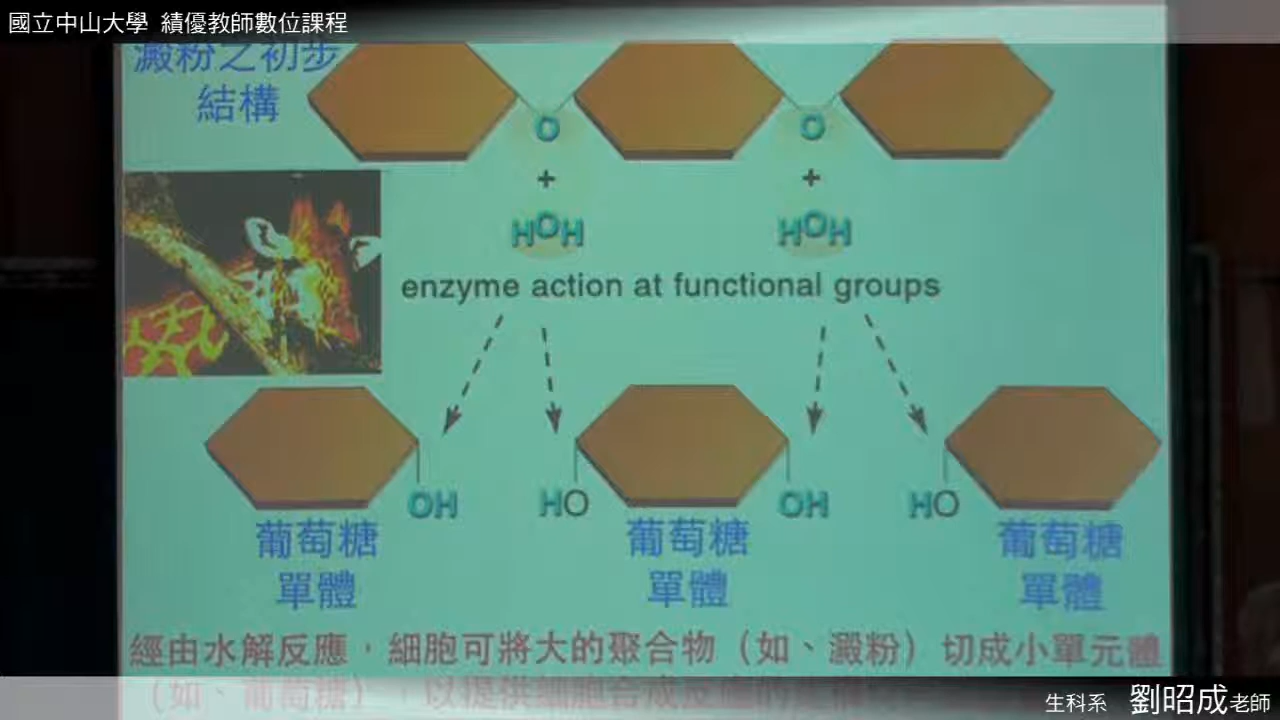 國立中山大學 績優教師數位課程
澱粉之初步
結構
O O
+ +
HOH HOH
enzyme action at functional groups
OH HO OH HO
葡萄糖 葡萄糖 葡萄糖
單體 單體 單體
經由水解反應，細胞可將大的聚合物（如、澱粉）切成小單元體
（如、葡萄糖）
生科系 劉昭成老師